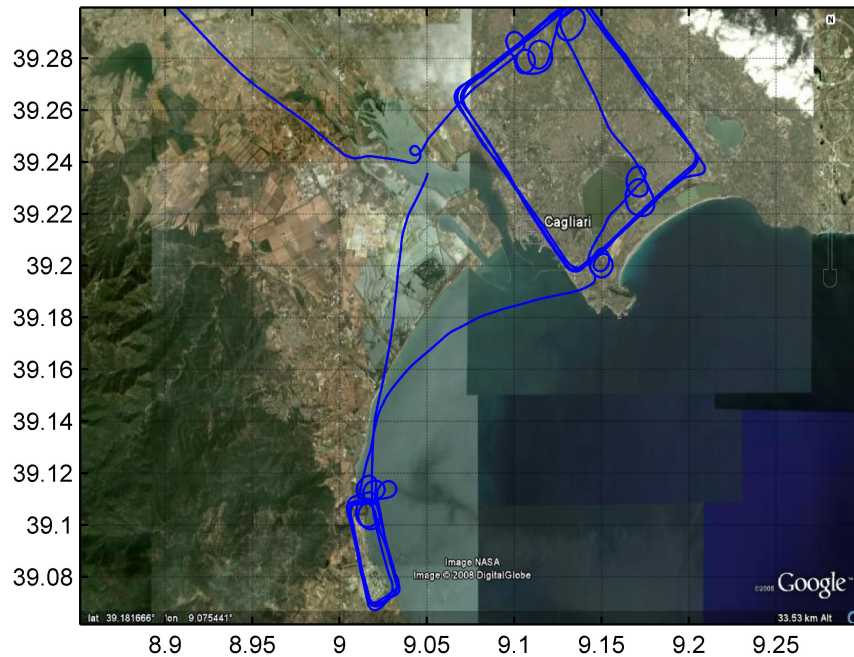 39.28
39.26
39.24
39.22
39.2
39.18
39.16
39.14
39.12
39.1
39.08
N
Cagliari
Image NASA
Image © 2008 DigitalGlobe
©2008 Google™
lat 39.181666° lon 9.075441°
33.53 km Alt
8.9 8.95 9 9.05 9.1 9.15 9.2 9.25